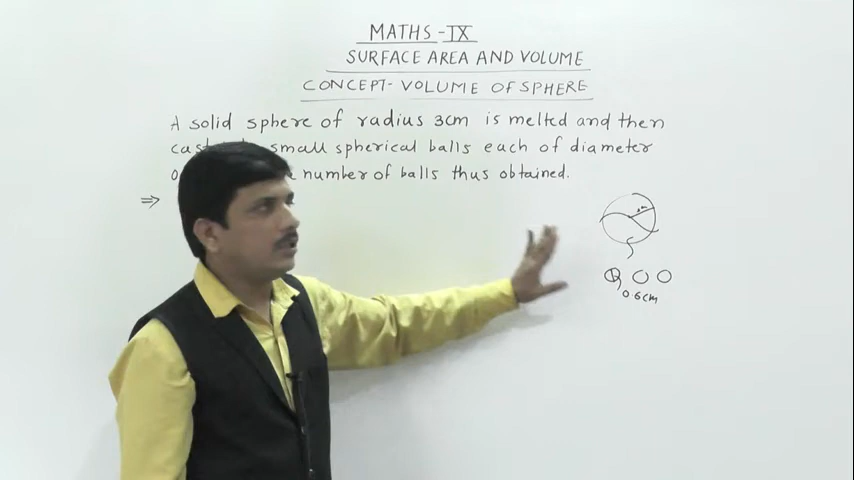 MATHS - IX
SURFACE AREA AND VOLUME
CONCEPT - VOLUME OF SPHERE
A solid sphere of radius 3cm is melted and then
small spherical balls each of diameter
number of balls thus obtained.
⇒
0.6cm